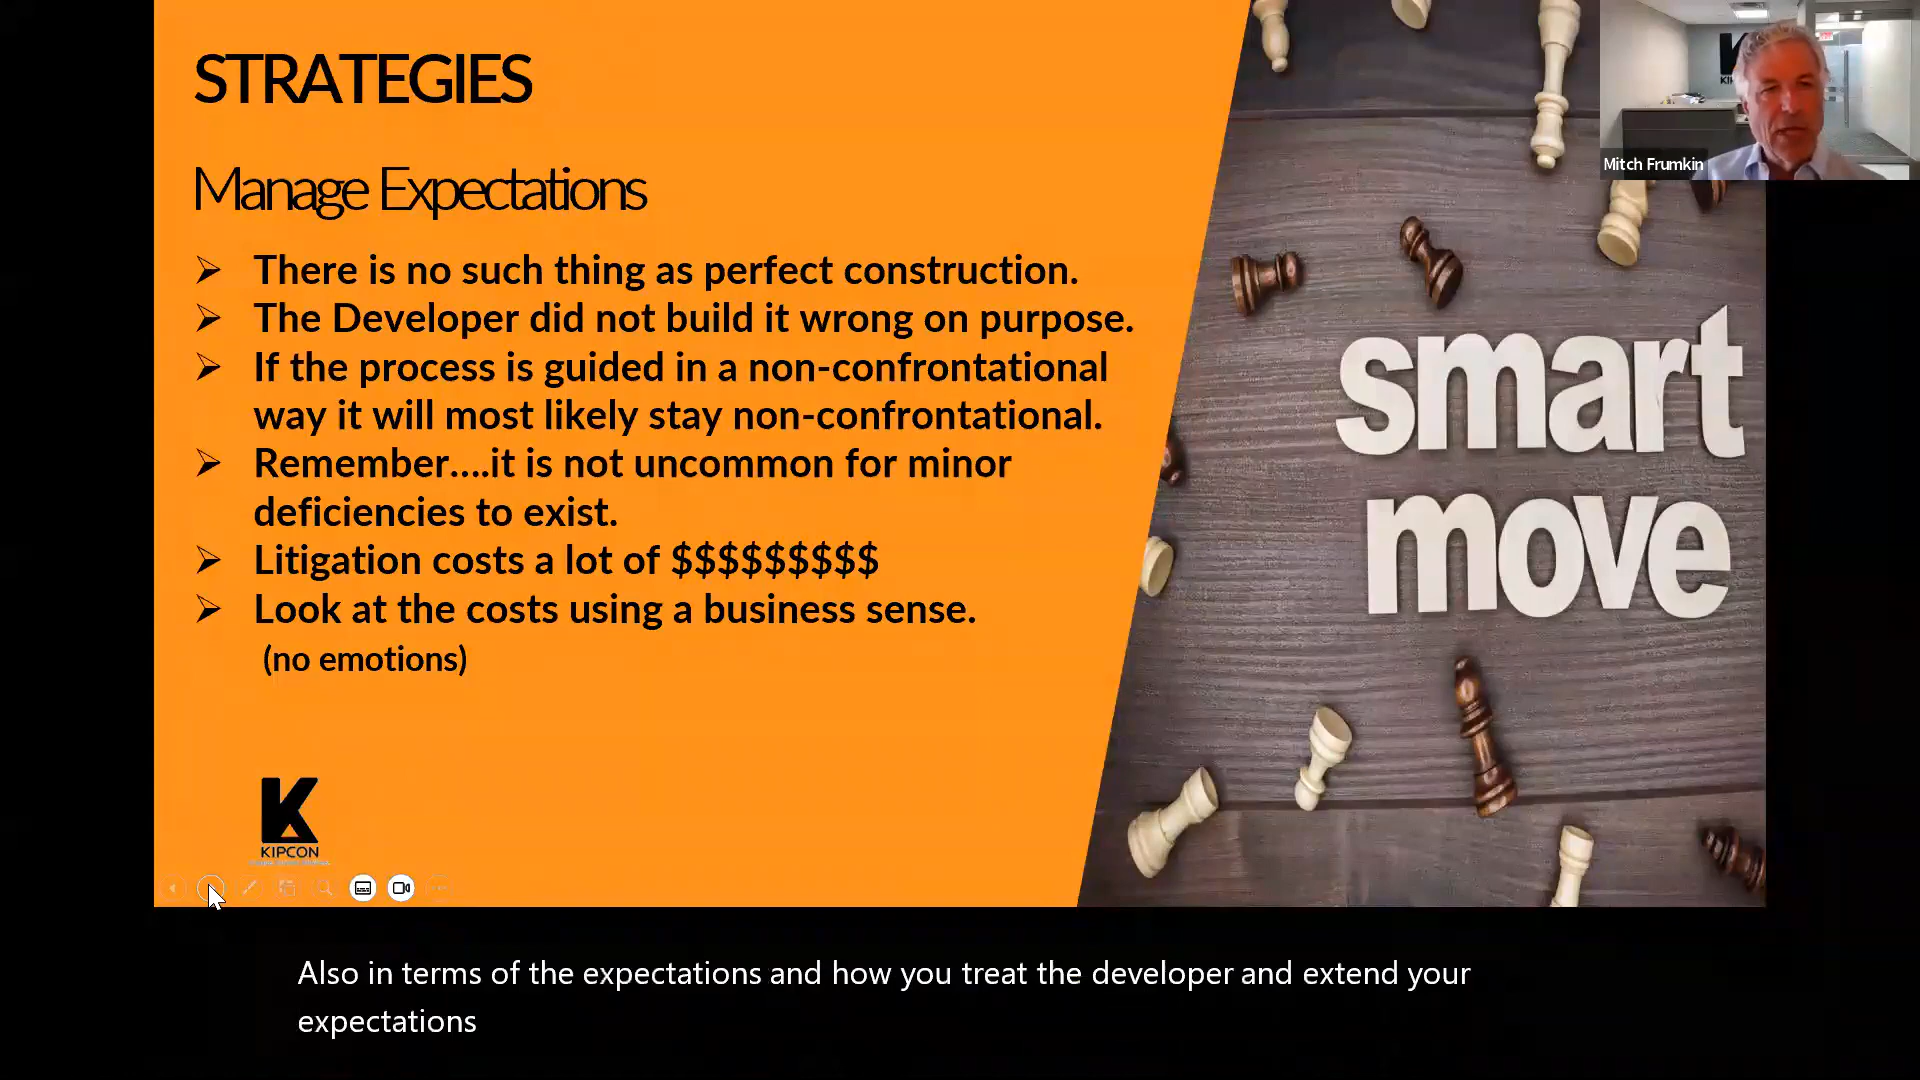 STRATEGIES
Manage Expectations
There is no such thing as perfect construction.
The Developer did not build it wrong on purpose.
If the process is guided in a non-confrontational
way it will most likely stay non-confrontational.
Remember....it is not uncommon for minor
deficiencies to exist.
Litigation costs a lot of $$$$$$$$$
Look at the costs using a business sense.
(no emotions)
KIPCON
smart
move
Mitch Frumkin
Also in terms of the expectations and how you treat the developer and extend your
expectations